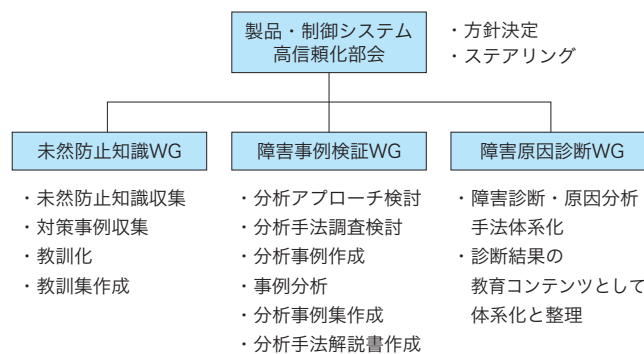 製品・制御システム
高信頼化部会
・方針決定
・ステアリング
未然防止知識WG
・未然防止知識収集
・対策事例収集
・教訓化
・教訓集作成
障害事例検証WG
・分析アプローチ検討
・分析手法調査検討
・分析事例作成
・事例分析
・分析事例集作成
・分析手法解説書作成
障害原因診断WG
・障害診断・原因分析
手法体系化
・診断結果の
教育コンテンツとして
体系化と整理